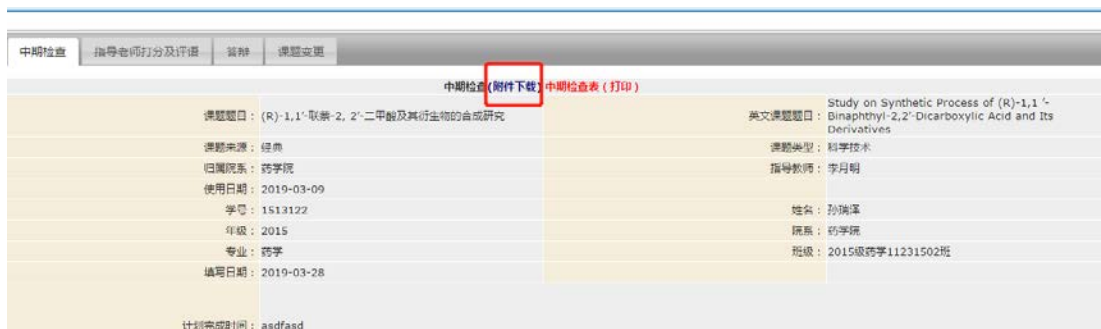 中期检查 指导老师打分及评语 答辩 课题变更
中期检查(附件下载) 中期检查表(打印)
课题题目: (R)-1,1'-联萘-2, 2'-二甲酸及其衍生物的合成研究
英文课题题目: Study on Synthetic Process of (R)-1,1 '-
Binaphthyl-2,2'-Dicarboxylic Acid and Its
Derivatives
课题来源: 经典 课题类型: 科学技术
归属院系: 药学院 指导教师: 李月明
使用日期: 2019-03-09
学号: 1513122 姓名: 孙瑞泽
年级: 2015 院系: 药学院
专业: 药学 班级: 2015级药学11231502班
填写日期: 2019-03-28
计划完成时间: asdfasd